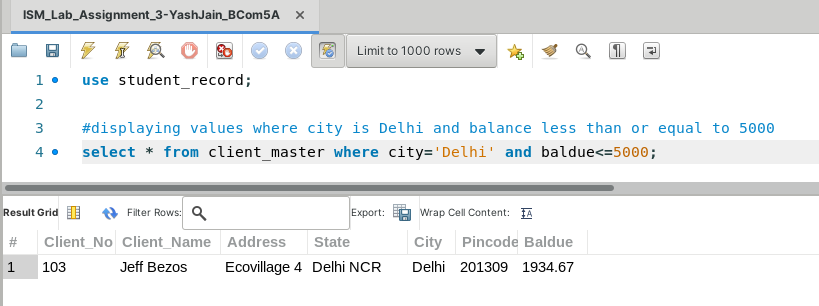 ISM_Lab_Assignment_3-YashJain_BCom5A ×
Limit to 1000 rows
1 use student_record;
2
3 #displaying values where city is Delhi and balance less than or equal to 5000
4 select * from client_master where city='Delhi' and baldue<=5000;
Result Grid Filter Rows: Export: Wrap Cell Content: IA
# Client_No Client_Name Address State City Pincode Baldue
1 103 Jeff Bezos Ecovillage 4 Delhi NCR Delhi 201309 1934.67